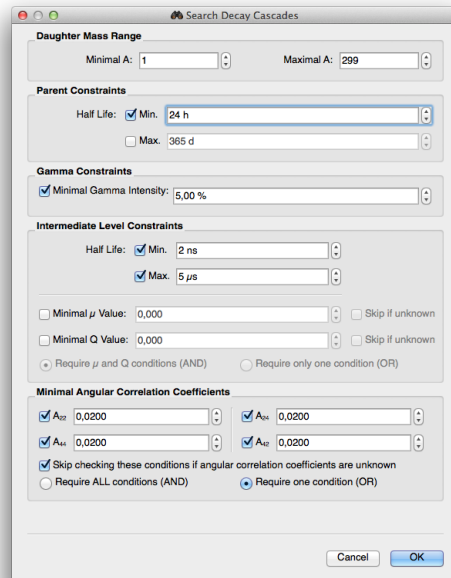 Search Decay Cascades
Daughter Mass Range
Minimal A: 1 Maximal A: 299
Parent Constraints
Half Life: Min. 24 h
Max. 365 d
Gamma Constraints
Minimal Gamma Intensity: 5,00 %
Intermediate Level Constraints
Half Life: Min. 2 ns
Max. 5 µs
Minimal µ Value: 0,000 Skip if unknown
Minimal Q Value: 0,000 Skip if unknown
Require µ and Q conditions (AND) Require only one condition (OR)
Minimal Angular Correlation Coefficients
A₂₂ 0,0200 A₂₄ 0,0200
A₄₄ 0,0200 A₄₂ 0,0200
Skip checking these conditions if angular correlation coefficients are unknown
Require ALL conditions (AND) Require one condition (OR)
Cancel OK